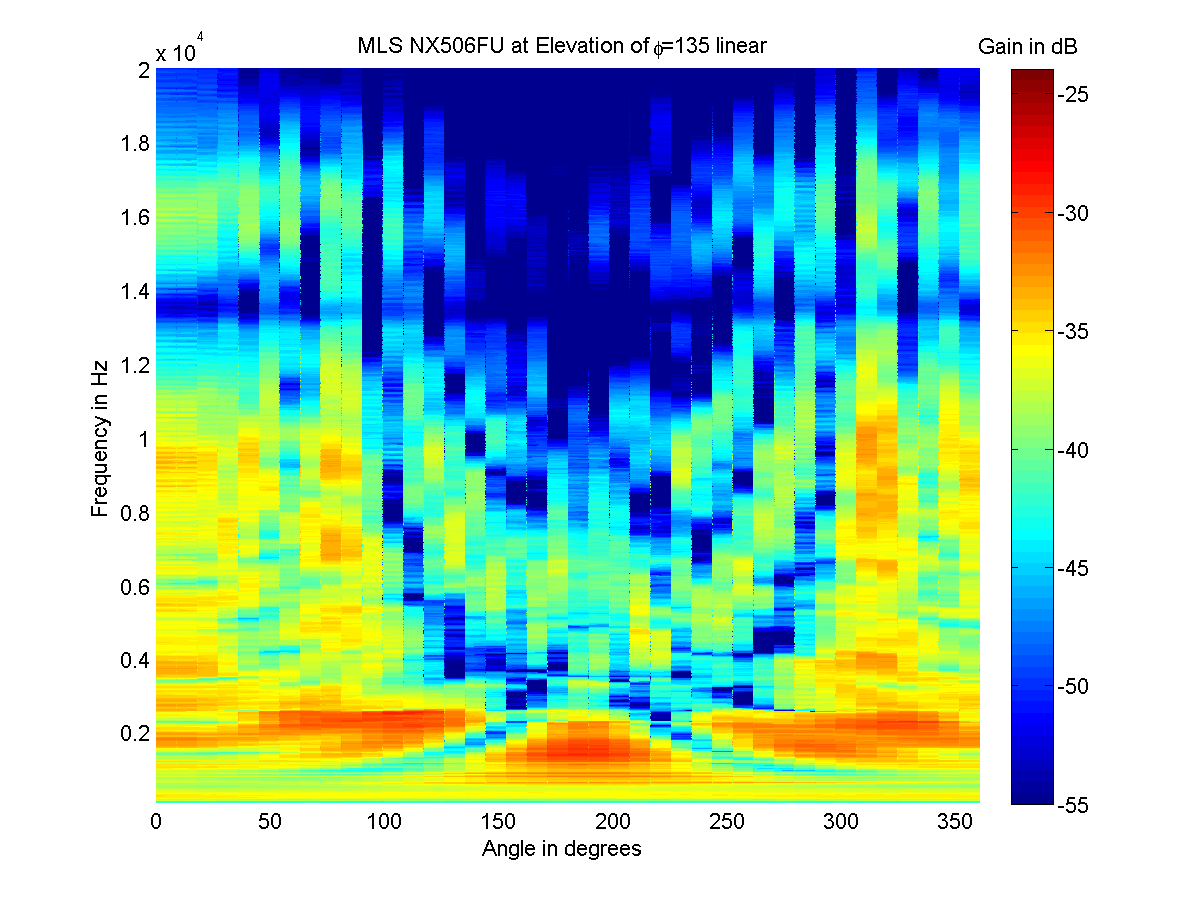 MLS NX506FU at Elevation of ϕ=135 linear
Gain in dB
x 10^4
2
1.8
1.6
1.4
1.2
1
0.8
0.6
0.4
0.2
Frequency in Hz
0 50 100 150 200 250 300 350
Angle in degrees
-25
-30
-35
-40
-45
-50
-55